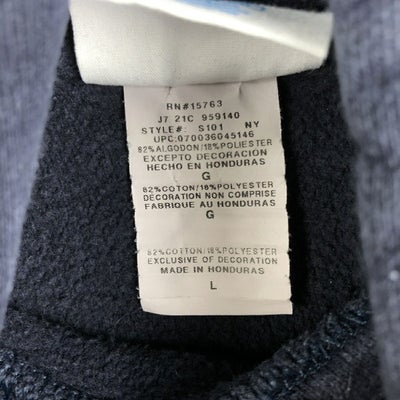 RN#15763
J7 21C 959140
STYLE#: S101 NY
UPC:070036045146
82%ALGODON/18%POLIESTER
EXCEPTO DECORACION
HECHO EN HONDURAS
G
82%COTON/18%POLYESTER
DECORATION NON COMPRISE
FABRIQUE AU HONDURAS
G
82%COTTON/18%POLYESTER
EXCLUSIVE OF DECORATION
MADE IN HONDURAS
L